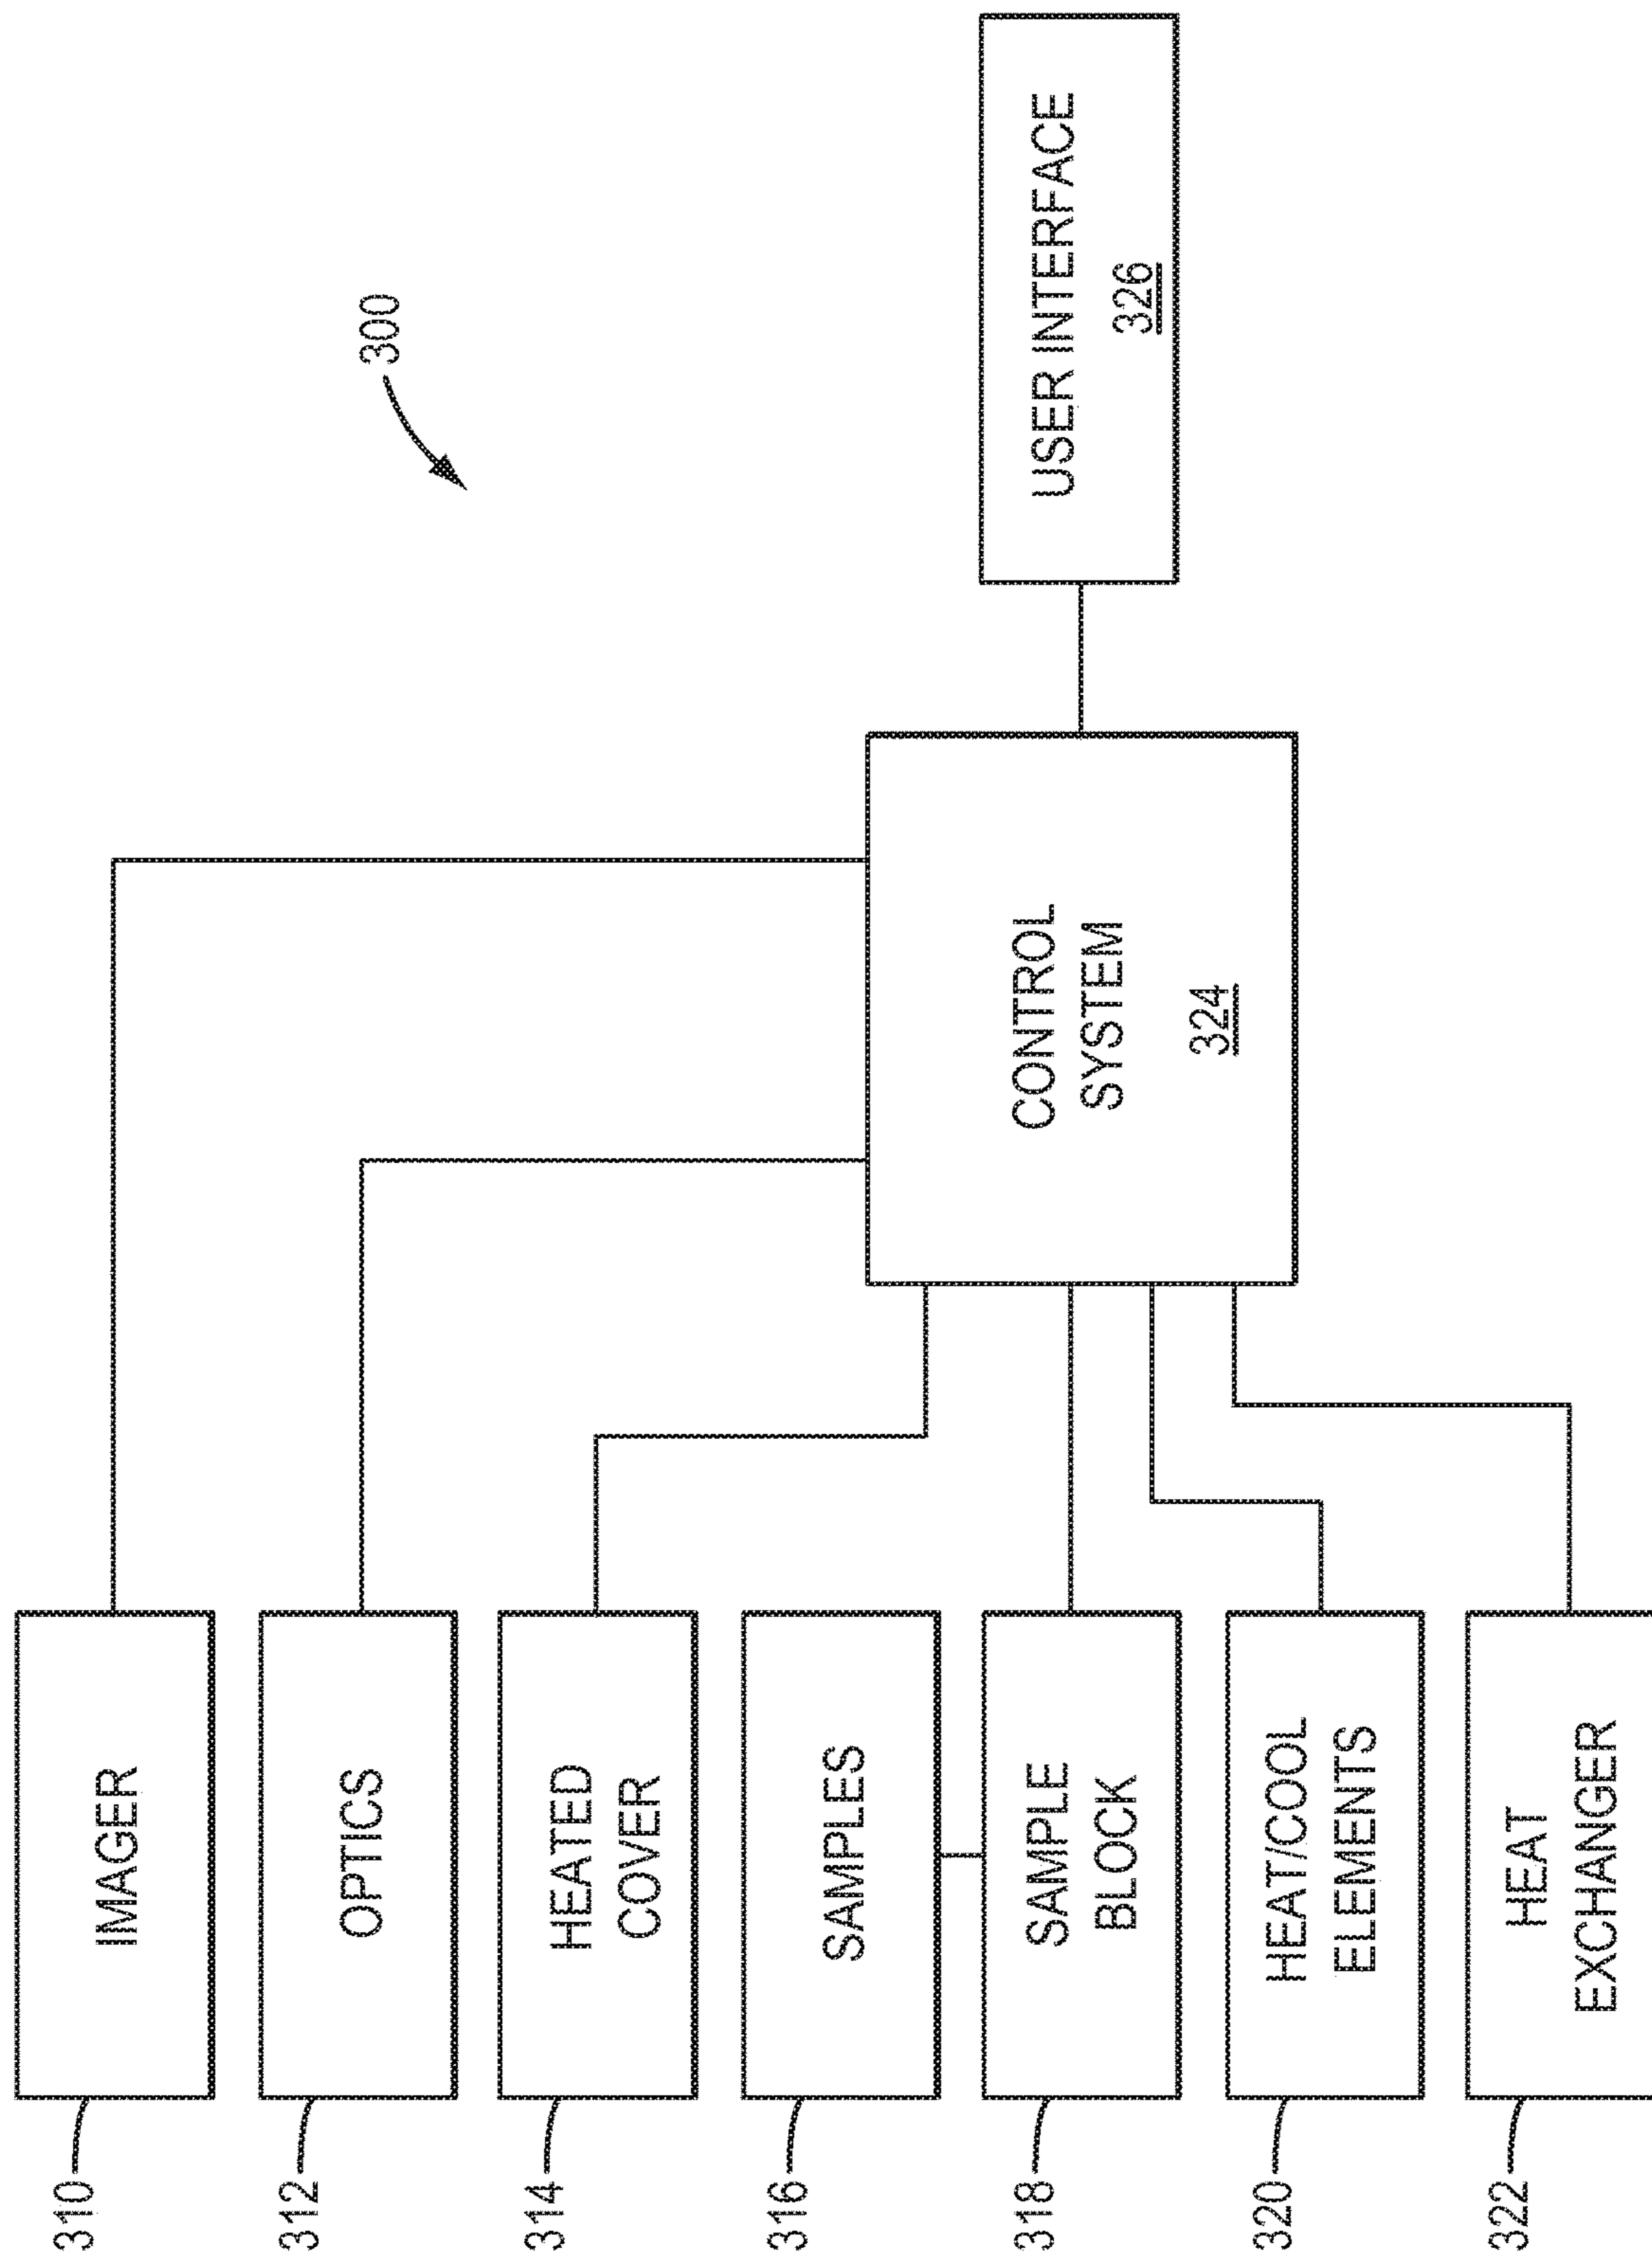 300
310
IMAGER
312
OPTICS
314
HEATED
COVER
316
SAMPLES
318
SAMPLE
BLOCK
320
HEAT/COOL
ELEMENTS
322
HEAT
EXCHANGER
CONTROL
SYSTEM
324
USER INTERFACE
326